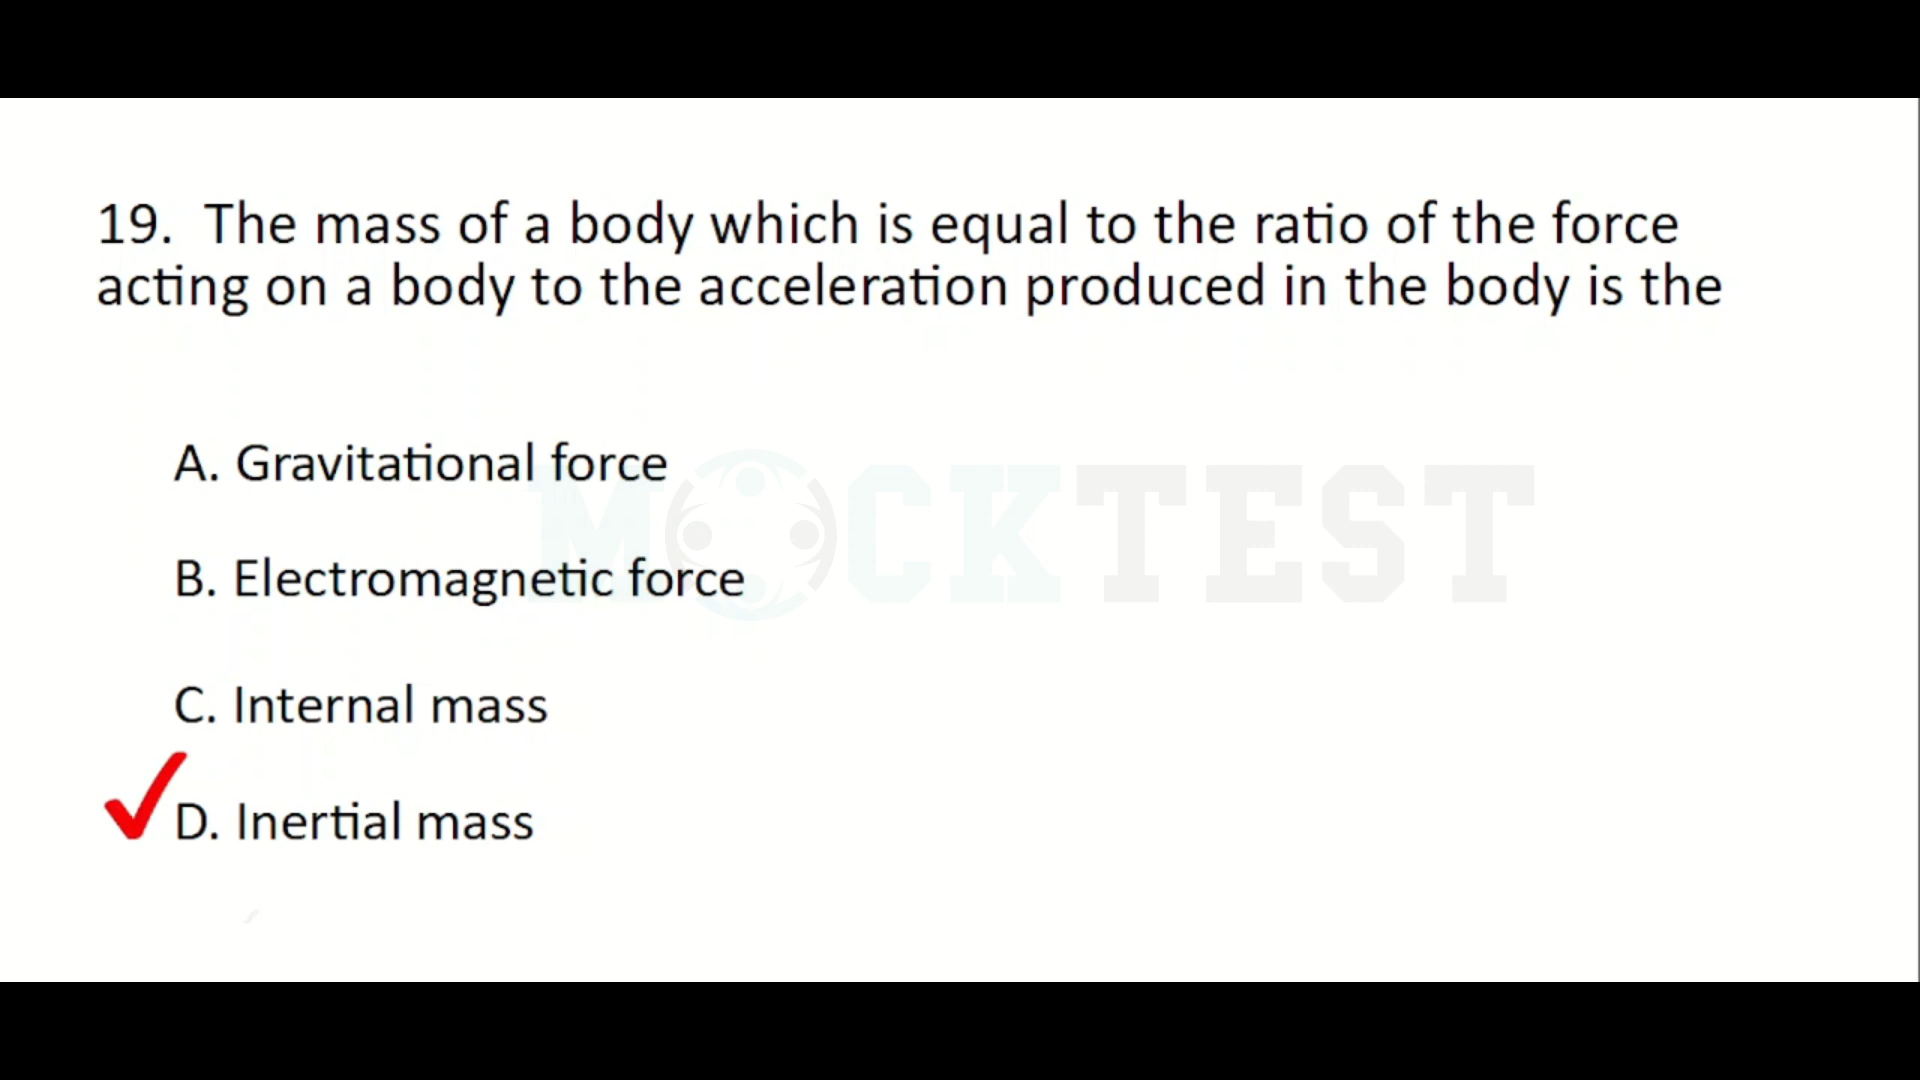 19. The mass of a body which is equal to the ratio of the force
acting on a body to the acceleration produced in the body is the
A. Gravitational force
B. Electromagnetic force
MOCKTEST
C. Internal mass
D. Inertial mass